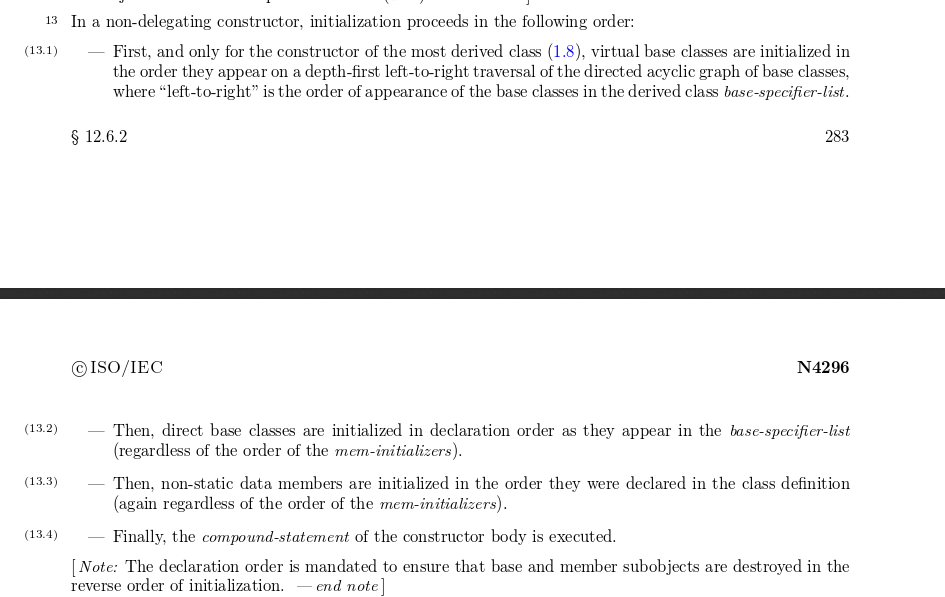 13 In a non-delegating constructor, initialization proceeds in the following order:
(13.1) — First, and only for the constructor of the most derived class (1.8), virtual base classes are initialized in
the order they appear on a depth-first left-to-right traversal of the directed acyclic graph of base classes,
where “left-to-right” is the order of appearance of the base classes in the derived class base-specifier-list.
§ 12.6.2 283
©ISO/IEC N4296
(13.2) — Then, direct base classes are initialized in declaration order as they appear in the base-specifier-list
(regardless of the order of the mem-initializers).
(13.3) — Then, non-static data members are initialized in the order they were declared in the class definition
(again regardless of the order of the mem-initializers).
(13.4) — Finally, the compound-statement of the constructor body is executed.
[ Note: The declaration order is mandated to ensure that base and member subobjects are destroyed in the
reverse order of initialization. — end note ]